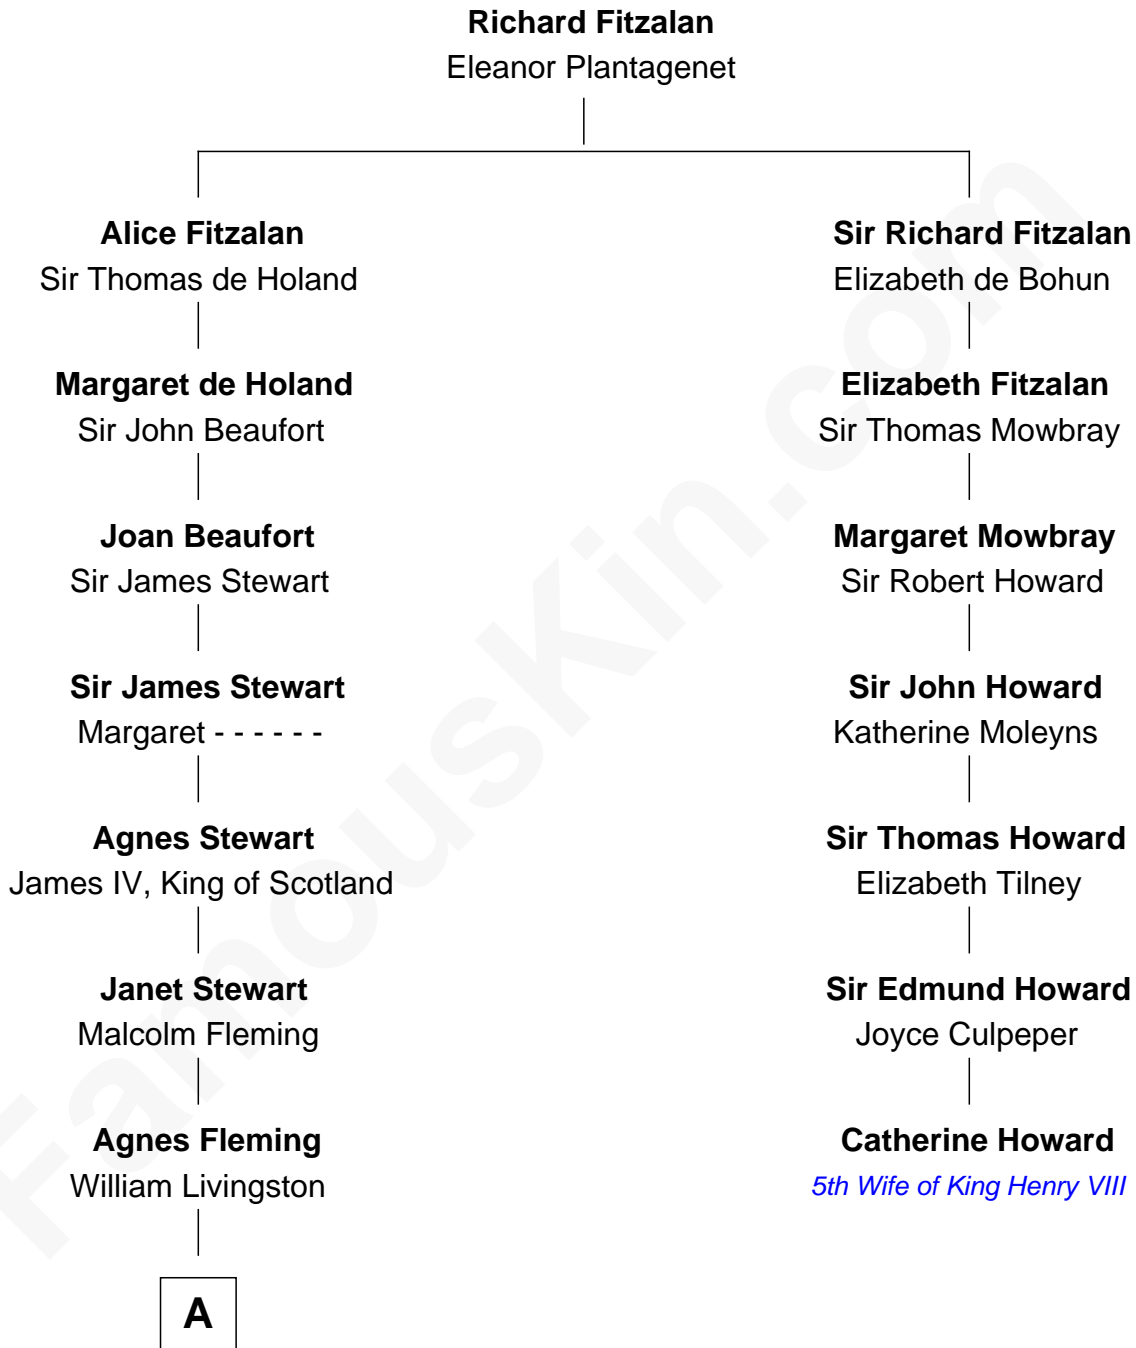 Richard Fitzalan
Eleanor Plantagenet
Alice Fitzalan
Sir Thomas de Holand
Margaret de Holand
Sir John Beaufort
Joan Beaufort
Sir James Stewart
Sir James Stewart
Margaret - - - - - -
Agnes Stewart
James IV, King of Scotland
Janet Stewart
Malcolm Fleming
Agnes Fleming
William Livingston
A
Sir Richard Fitzalan
Elizabeth de Bohun
Elizabeth Fitzalan
Sir Thomas Mowbray
Margaret Mowbray
Sir Robert Howard
Sir John Howard
Katherine Moleyns
Sir Thomas Howard
Elizabeth Tilney
Sir Edmund Howard
Joyce Culpeper
Catherine Howard
5th Wife of King Henry VIII
FamousKin.com